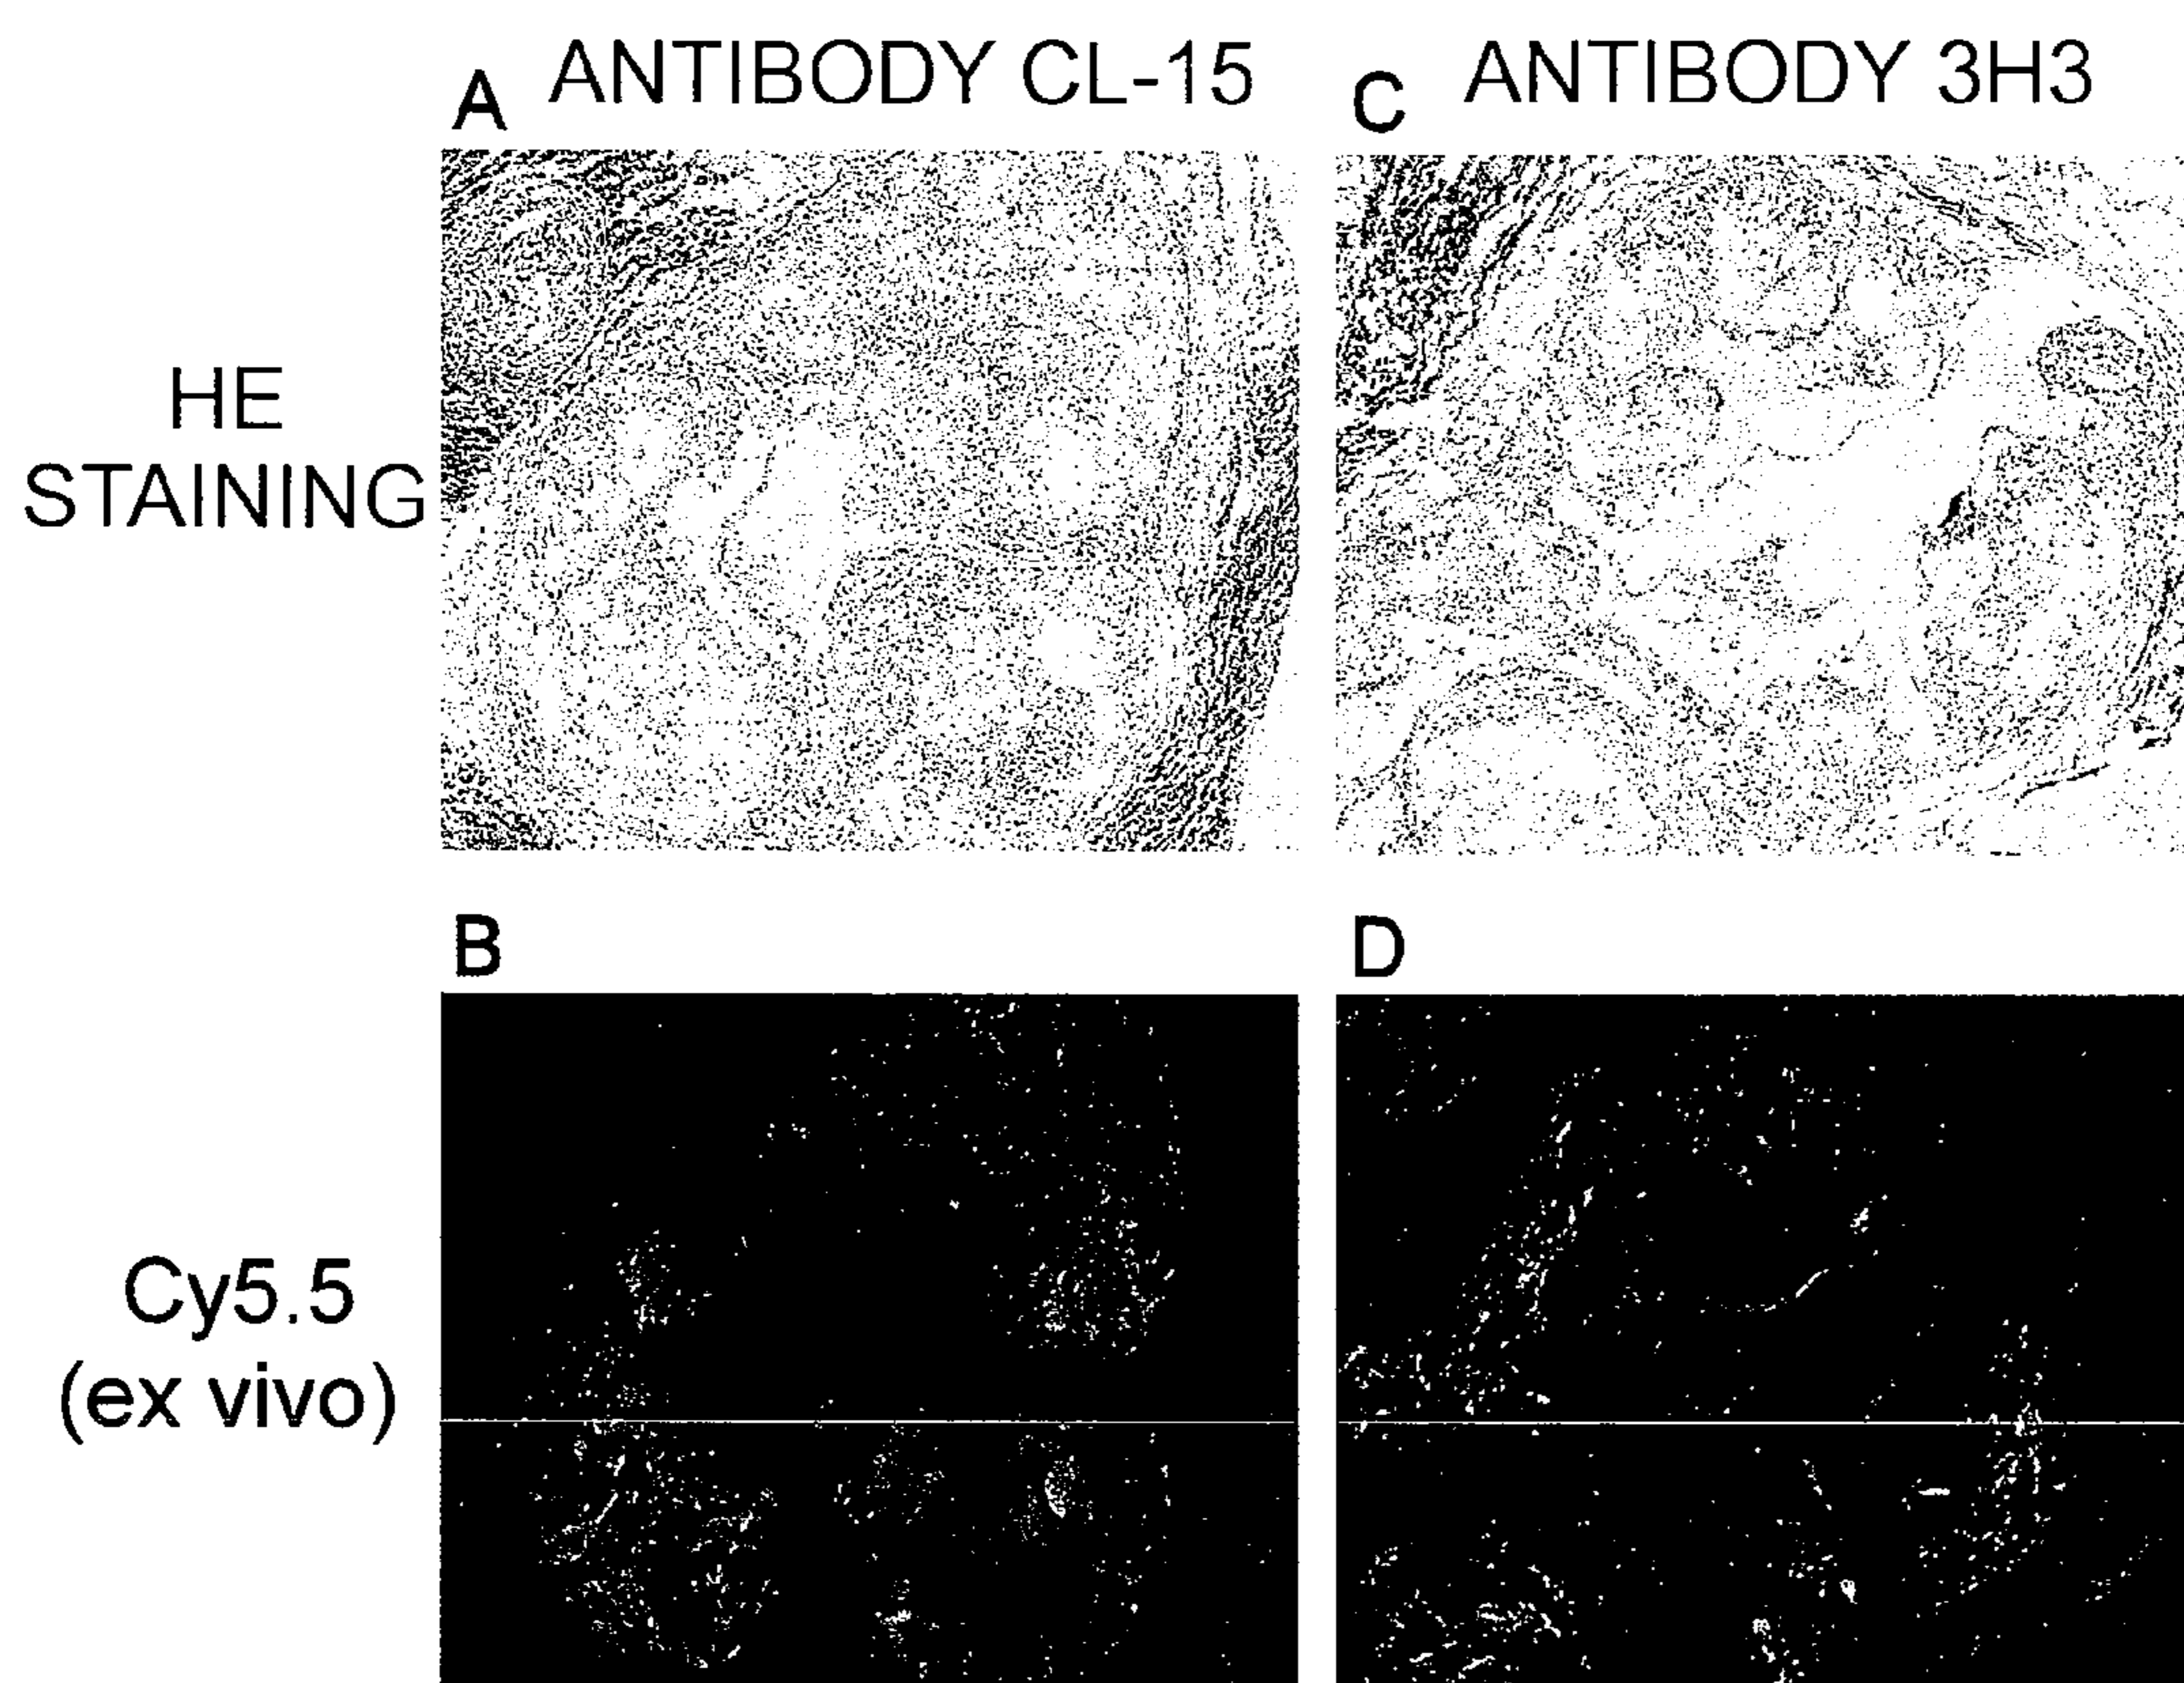 A ANTIBODY CL-15
C ANTIBODY 3H3
HE
STAINING
B
D
Cy5.5
(ex vivo)